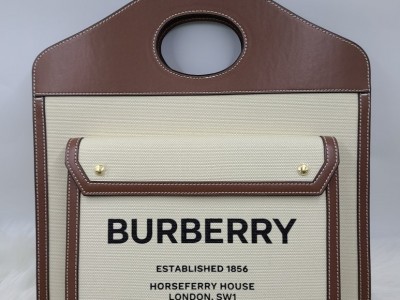 BURBERRY
ESTABLISHED 1856
HORSEFERRY HOUSE
LONDON, SW1